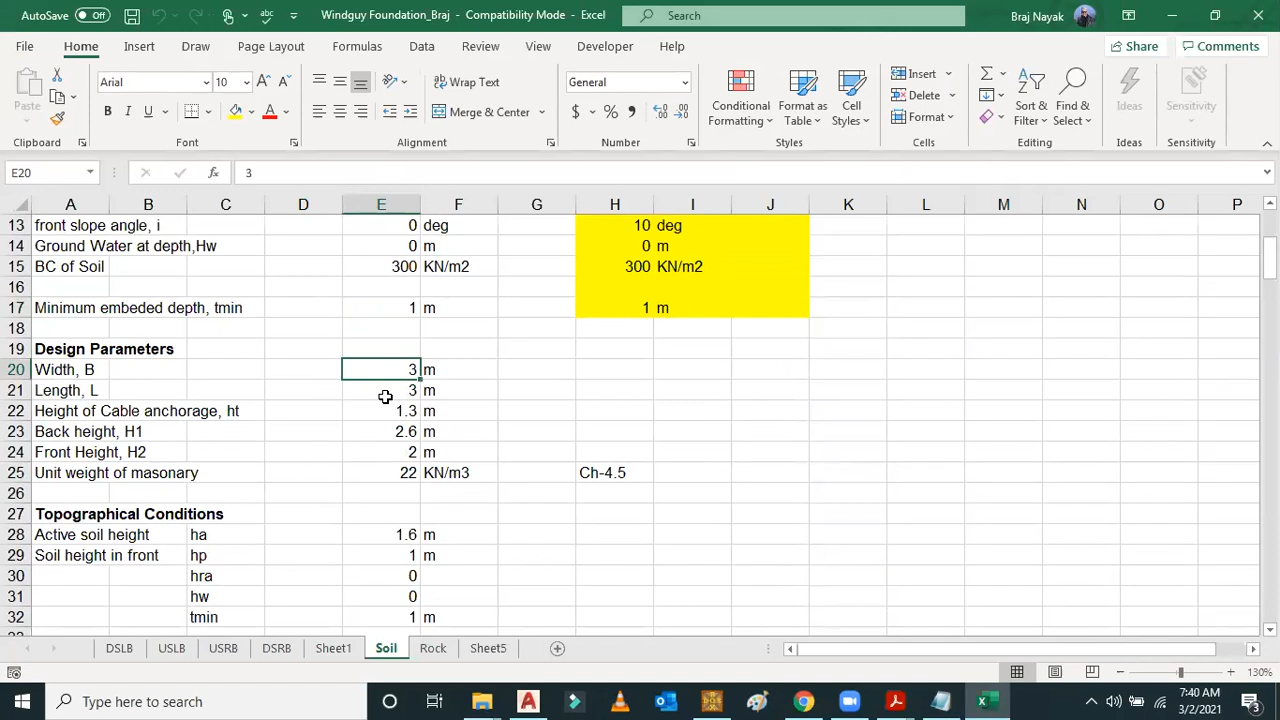 AutoSave Off Windguy Foundation_Braj - Compatibility Mode - Excel Search Braj Nayak
File Home Insert Draw Page Layout Formulas Data Review View Developer Help Share Comments
Paste Arial 10 Wrap Text General Conditional Formatting Format as Table Cell Styles Insert Sort & Filter Find & Select Ideas Sensitivity
B I U Merge & Center $ % Delete
Format
Clipboard Font Alignment Number Styles Cells Editing Ideas Sensitivity
E20 fx 3
A B C D E F G H I J K L M N O P
13 front slope angle, i 0 deg 10 deg
14 Ground Water at depth,Hw 0 m 0 m
15 BC of Soil 300 KN/m2 300 KN/m2
16
17 Minimum embeded depth, tmin 1 m 1 m
18
19 Design Parameters
20 Width, B 3 m
21 Length, L 3 m
22 Height of Cable anchorage, ht 1.3 m
23 Back height, H1 2.6 m
24 Front Height, H2 2 m
25 Unit weight of masonary 22 KN/m3 Ch-4.5
26
27 Topographical Conditions
28 Active soil height ha 1.6 m
29 Soil height in front hp 1 m
30 hra 0
31 hw 0
32 tmin 1 m
DSLB USLB USRB DSRB Sheet1 Soil Rock Sheet5
130%
Type here to search 7:40 AM
3/2/2021